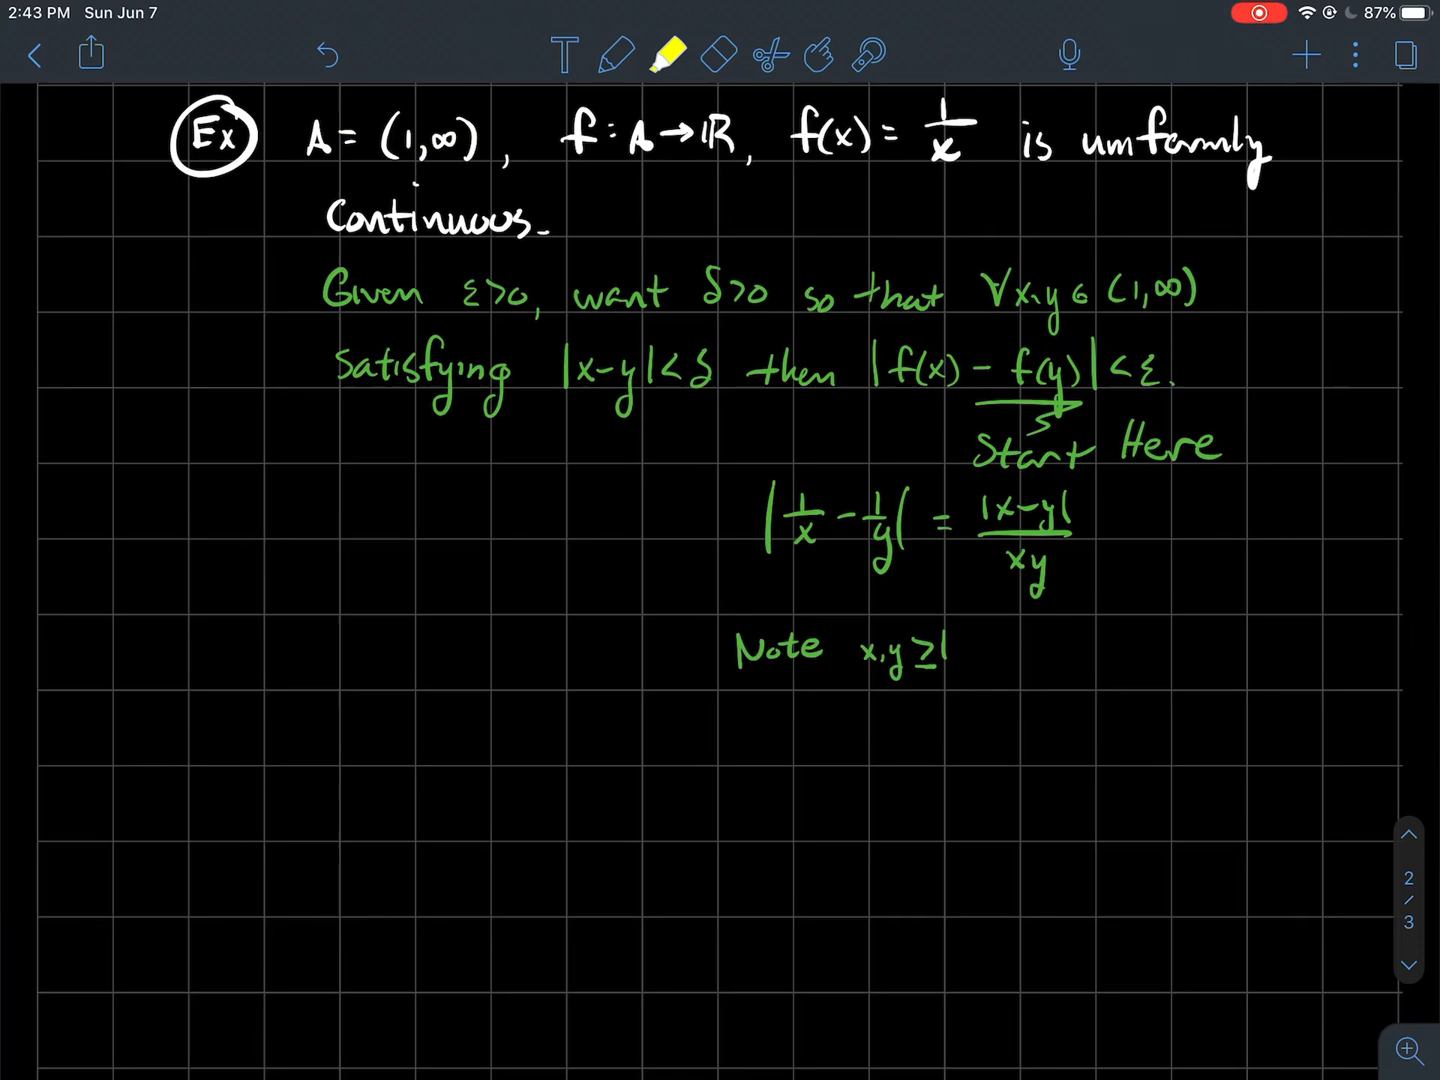 2:43 PM Sun Jun 7 87%
Ex A = (1,∞), f: A→ℝ, f(x) = 1/x is uniformly
continuous.
Given ε>0, want δ>0 so that ∀x,y ∈ (1,∞)
satisfying |x-y|<δ then |f(x) - f(y)|<ε.
Start Here
|1/x - 1/y| = |x-y|/xy
Note x,y ≥1
2
/
3